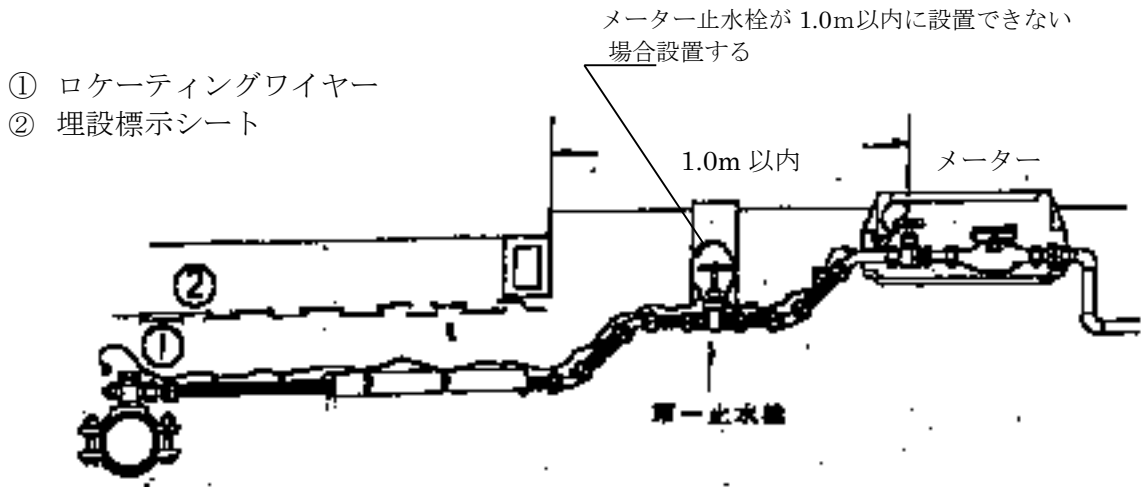 メーター止水栓が 1.0m以内に設置できない
場合設置する
① ロケーティングワイヤー
② 埋設標示シート
1.0m 以内
メーター
②
①
第一止水栓